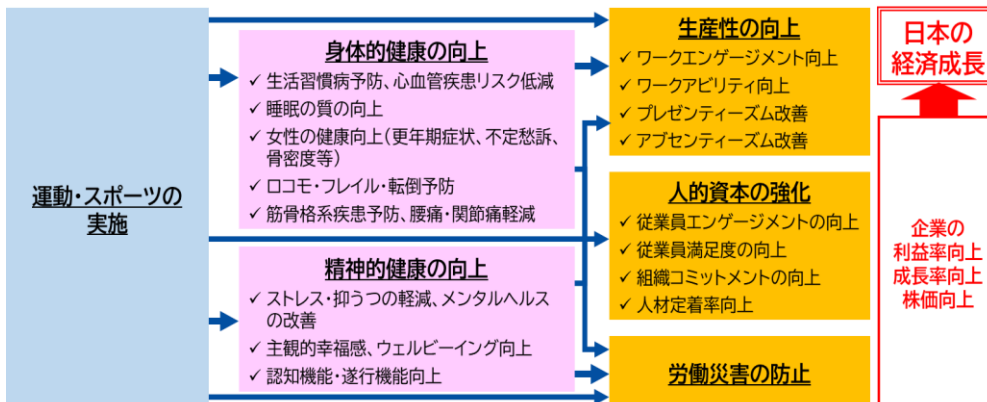 運動・スポーツの
実施
身体的健康の向上
✓ 生活習慣病予防、心血管疾患リスク低減
✓ 睡眠の質の向上
✓ 女性の健康向上(更年期症状、不定愁訴、
骨密度等)
✓ ロコモ・フレイル・転倒予防
✓ 筋骨格系疾患予防、腰痛・関節痛軽減
精神的健康の向上
✓ ストレス・抑うつの軽減、メンタルヘルス
の改善
✓ 主観的幸福感、ウェルビーイング向上
✓ 認知機能・遂行機能向上
生産性の向上
✓ ワークエンゲージメント向上
✓ ワークアビリティ向上
✓ プレゼンティーズム改善
✓ アブセンティーズム改善
人的資本の強化
✓ 従業員エンゲージメントの向上
✓ 従業員満足度の向上
✓ 組織コミットメントの向上
✓ 人材定着率向上
労働災害の防止
日本の
経済成長
企業の
利益率向上
成長率向上
株価向上